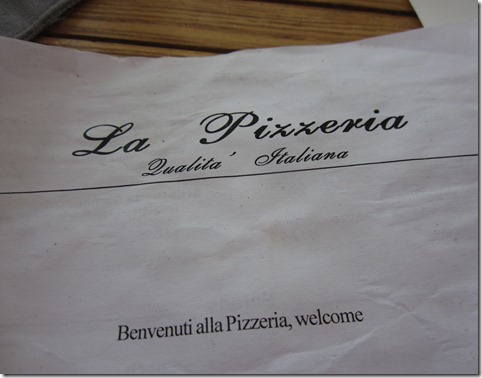 La Pizzeria
Qualita' Italiana
Benvenuti alla Pizzeria, welcome